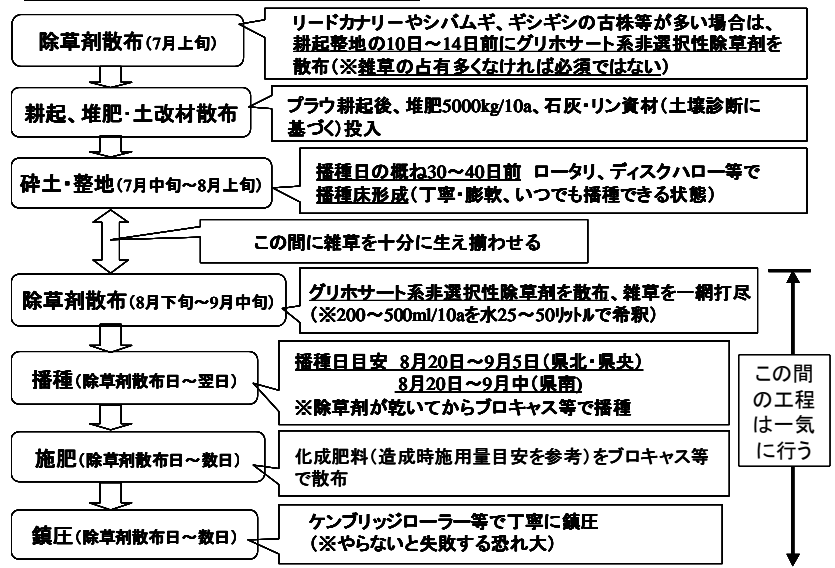 除草剤散布(7月上旬)
リードカナリーやシバムギ、ギシギシの古株等が多い場合は、
耕起整地の10日～14日前にグリホサート系非選択性除草剤を
散布(※雑草の占有多くなければ必須ではない)
耕起、堆肥・土改材散布
プラウ耕起後、堆肥5000kg/10a、石灰・リン資材(土壌診断に
基づく)投入
砕土・整地(7月中旬～8月上旬)
播種日の概ね30～40日前 ロータリ、ディスクハロー等で
播種床形成(丁寧・膨軟、いつでも播種できる状態)
この間に雑草を十分に生え揃わせる
除草剤散布(8月下旬～9月中旬)
グリホサート系非選択性除草剤を散布、雑草を一網打尽
(※200～500ml/10aを水25～50リットルで希釈)
播種(除草剤散布日～翌日)
播種日目安 8月20日～9月5日(県北・県央)
8月20日～9月中(県南)
※除草剤が乾いてからブロキャス等で播種
施肥(除草剤散布日～数日)
化成肥料(造成時施用量目安を参考)をブロキャス等
で散布
鎮圧(除草剤散布日～数日)
ケンブリッジローラー等で丁寧に鎮圧
(※やらないと失敗する恐れ大)
この間
の工程
は一気
に行う